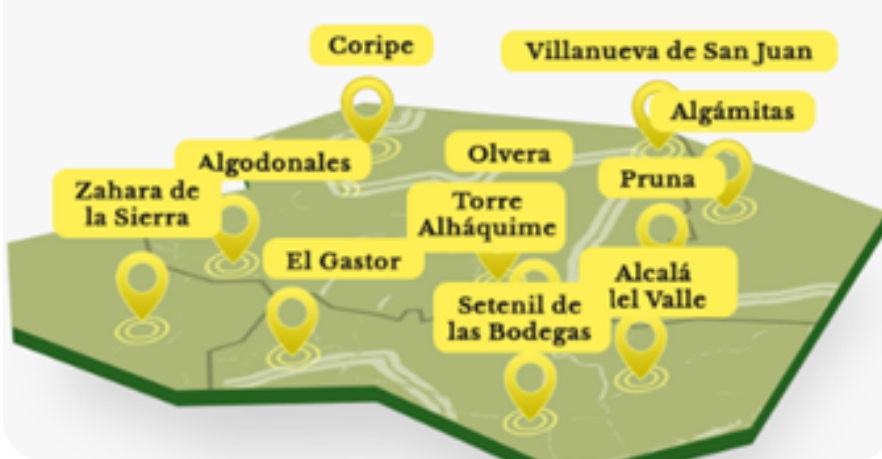 Coripe
Villanueva de San Juan
Algámitas
Algodonales
Olvera
Pruna
Zahara de
la Sierra
Torre
Alháquime
El Gastor
Alcalá
del Valle
Setenil de
las Bodegas